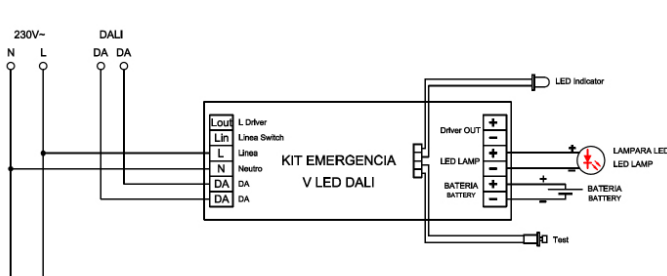 230V~ DALI
N L DA DA
LED Indicator
Lout L Driver
Lin Linea Switch
L Linea
N Neutro
DA DA
DA DA
KIT EMERGENCIA
V LED DALI
Driver OUT + -
LED LAMP + -
BATERIA + -
BATTERY
+ -
LAMPARA LED
LED LAMP
+ -
BATERIA
BATTERY
Test